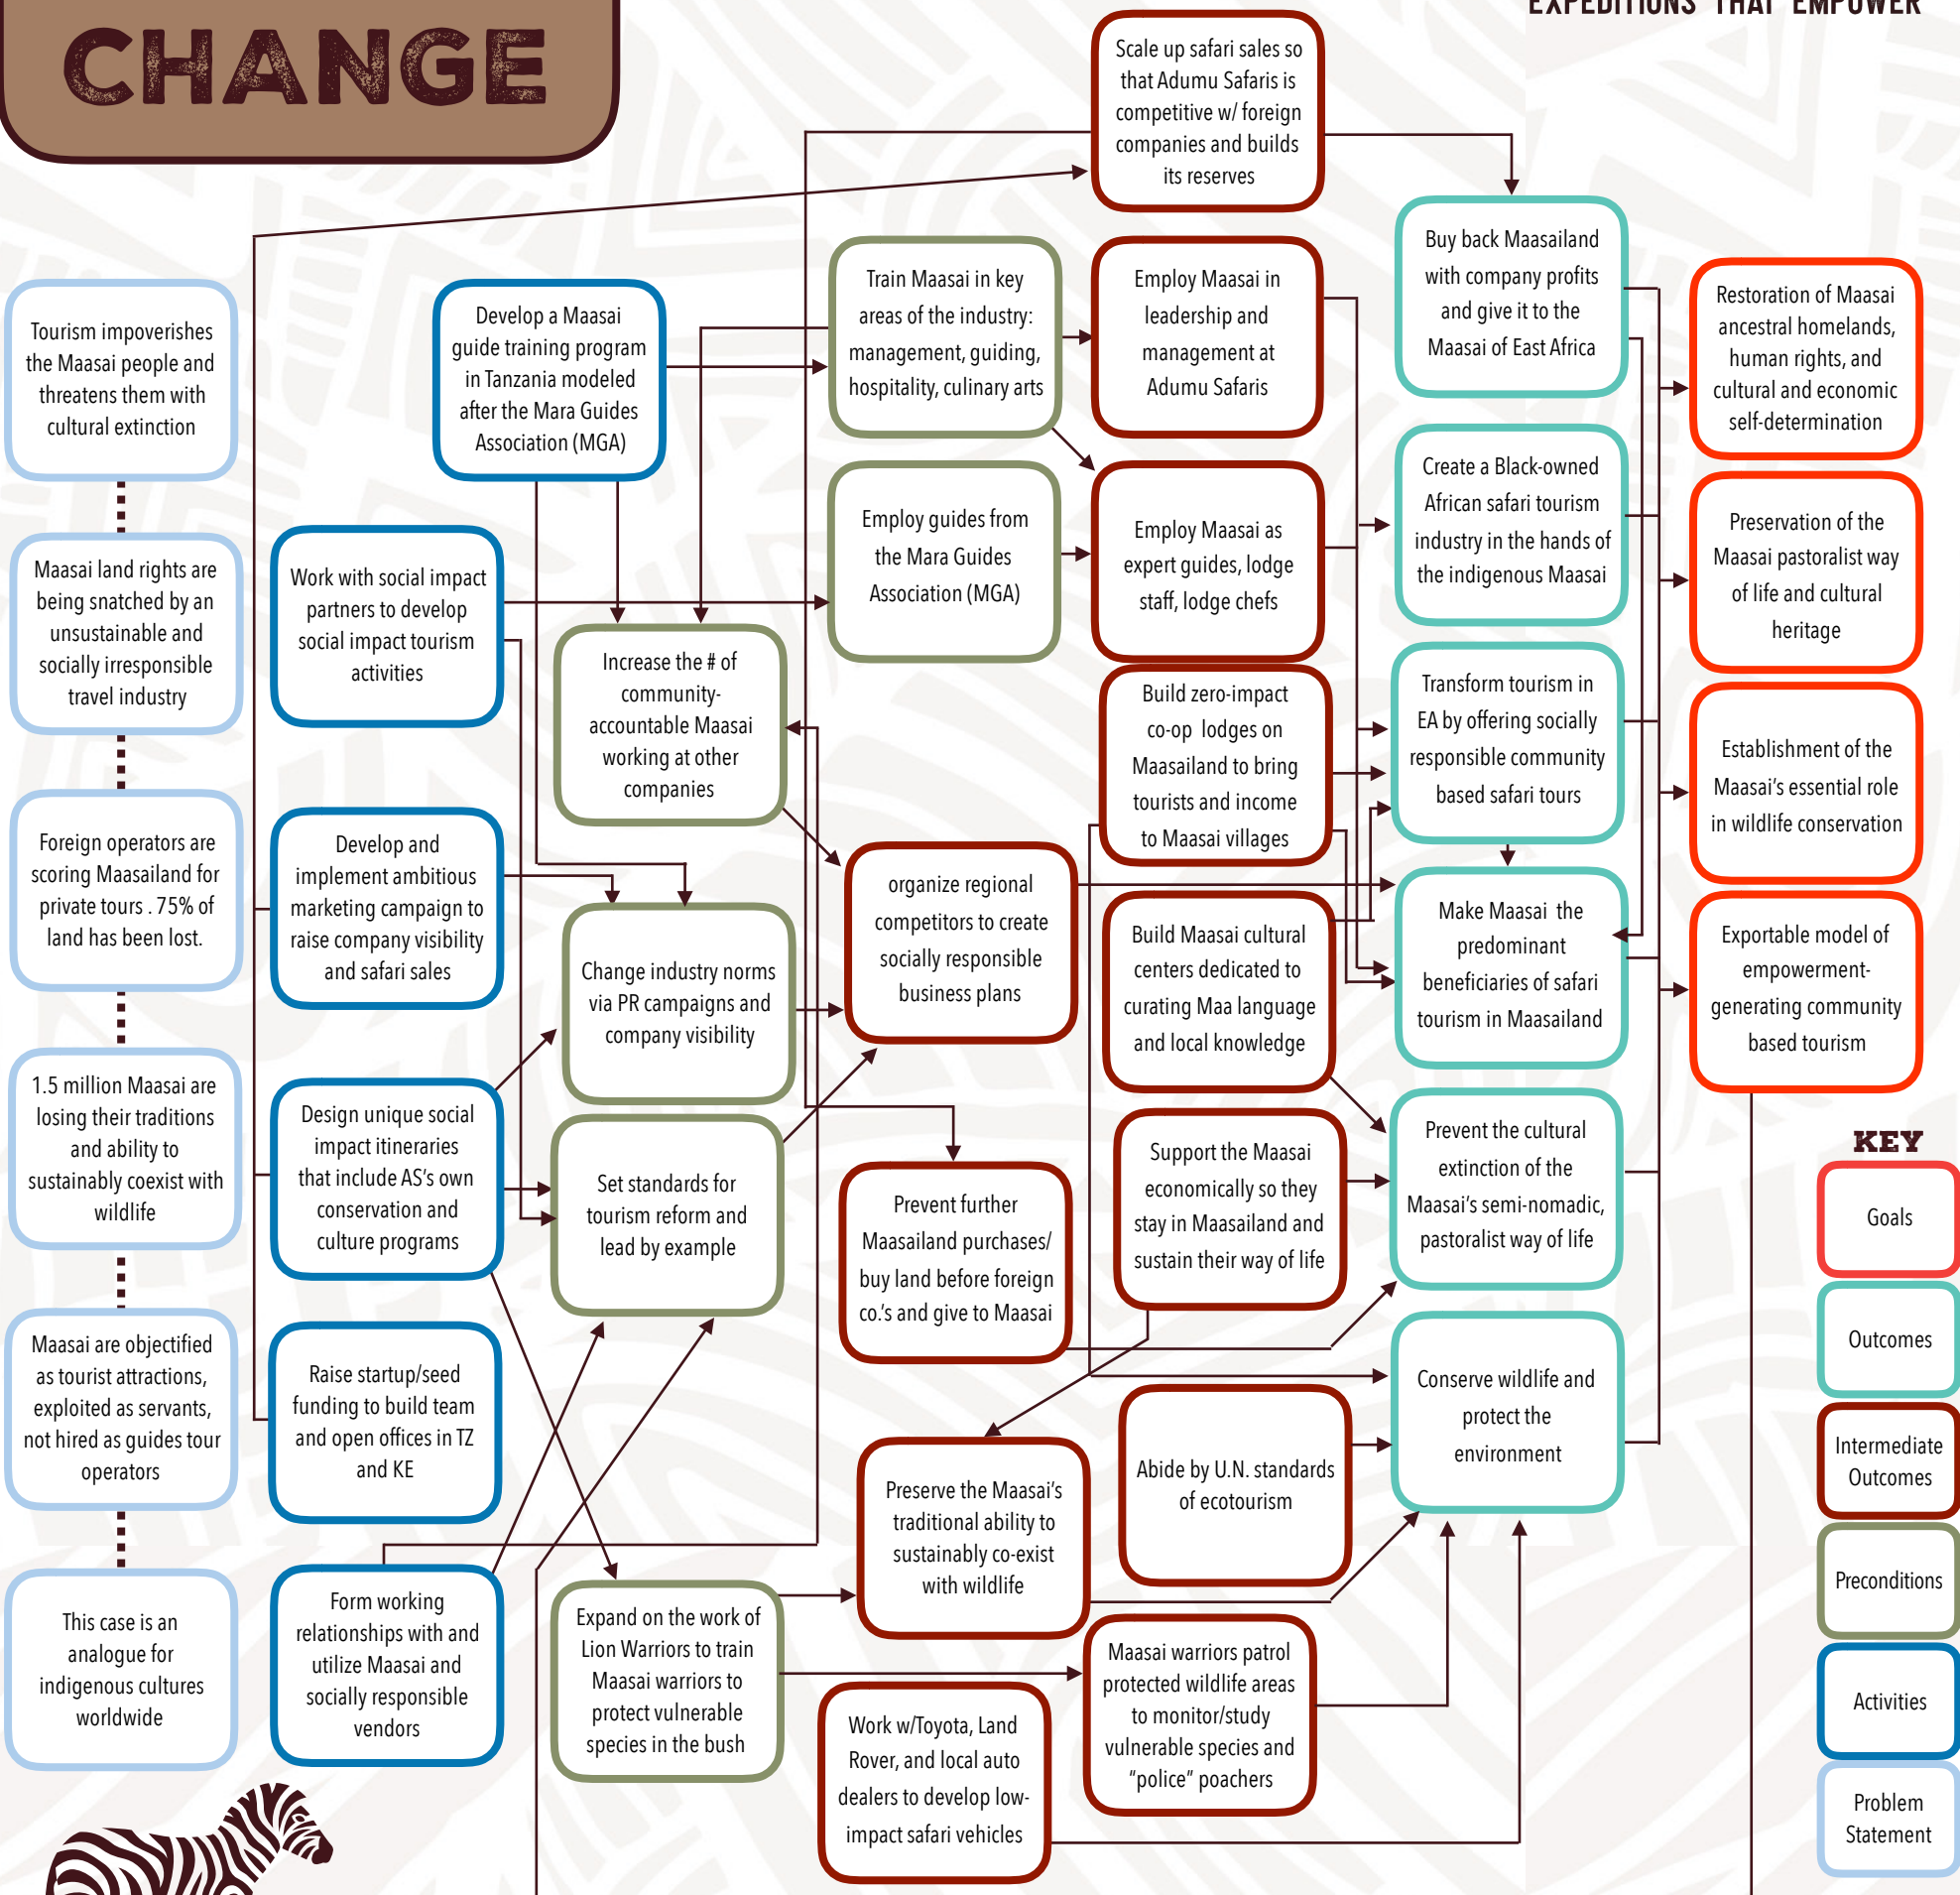 CHANGE
EXPEDITIONS THAT EMPOWER
Tourism impoverishes
the Maasai people and
threatens them with
cultural extinction
Maasai land rights are
being snatched by an
unsustainable and
socially irresponsible
travel industry
Foreign operators are
scoring Maasailand for
private tours . 75% of
land has been lost.
1.5 million Maasai are
losing their traditions
and ability to
sustainably coexist with
wildlife
Maasai are objectified
as tourist attractions,
exploited as servants,
not hired as guides tour
operators
This case is an
analogue for
indigenous cultures
worldwide
Develop a Maasai
guide training program
in Tanzania modeled
after the Mara Guides
Association (MGA)
Work with social impact
partners to develop
social impact tourism
activities
Develop and
implement ambitious
marketing campaign to
raise company visibility
and safari sales
Design unique social
impact itineraries
that include AS's own
conservation and
culture programs
Raise startup/seed
funding to build team
and open offices in TZ
and KE
Form working
relationships with and
utilize Maasai and
socially responsible
vendors
Train Maasai in key
areas of the industry:
management, guiding,
hospitality, culinary arts
Employ guides from
the Mara Guides
Association (MGA)
Increase the # of
community-
accountable Maasai
working at other
companies
Change industry norms
via PR campaigns and
company visibility
Set standards for
tourism reform and
lead by example
Expand on the work of
Lion Warriors to train
Maasai warriors to
protect vulnerable
species in the bush
Scale up safari sales so
that Adumu Safaris is
competitive w/ foreign
companies and builds
its reserves
Employ Maasai in
leadership and
management at
Adumu Safaris
Employ Maasai as
expert guides, lodge
staff, lodge chefs
Build zero-impact
co-op lodges on
Maasailand to bring
tourists and income
to Maasai villages
organize regional
competitors to create
socially responsible
business plans
Build Maasai cultural
centers dedicated to
curating Maa language
and local knowledge
Support the Maasai
economically so they
stay in Maasailand and
sustain their way of life
Prevent further
Maasailand purchases/
buy land before foreign
co.'s and give to Maasai
Abide by U.N. standards
of ecotourism
Preserve the Maasai's
traditional ability to
sustainably co-exist
with wildlife
Maasai warriors patrol
protected wildlife areas
to monitor/study
vulnerable species and
“police” poachers
Work w/Toyota, Land
Rover, and local auto
dealers to develop low-
impact safari vehicles
Buy back Maasailand
with company profits
and give it to the
Maasai of East Africa
Create a Black-owned
African safari tourism
industry in the hands of
the indigenous Maasai
Transform tourism in
EA by offering socially
responsible community
based safari tours
Make Maasai the
predominant
beneficiaries of safari
tourism in Maasailand
Prevent the cultural
extinction of the
Maasai's semi-nomadic,
pastoralist way of life
Conserve wildlife and
protect the
environment
Restoration of Maasai
ancestral homelands,
human rights, and
cultural and economic
self-determination
Preservation of the
Maasai pastoralist way
of life and cultural
heritage
Establishment of the
Maasai's essential role
in wildlife conservation
Exportable model of
empowerment-
generating community
based tourism
KEY
Goals
Outcomes
Intermediate
Outcomes
Preconditions
Activities
Problem
Statement